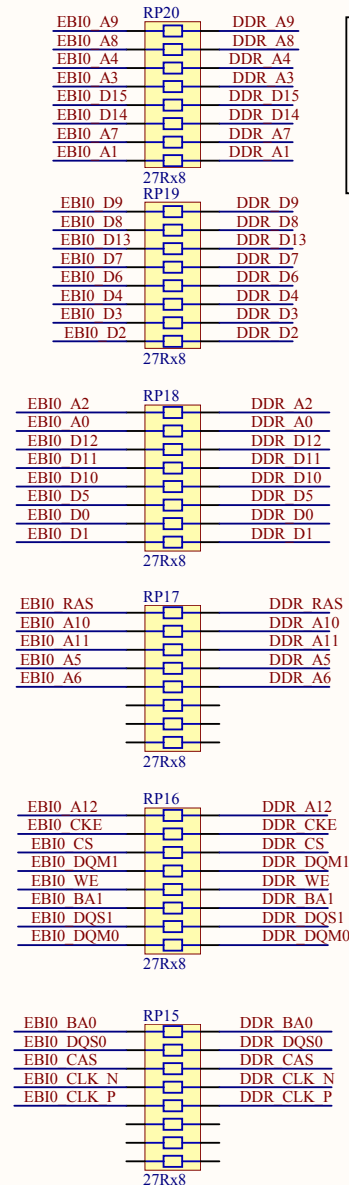 RP20
EBI0_A9 DDR_A9
EBI0_A8 DDR_A8
EBI0_A4 DDR_A4
EBI0_A3 DDR_A3
EBI0_D15 DDR_D15
EBI0_D14 DDR_D14
EBI0_A7 DDR_A7
EBI0_A1 DDR_A1
27Rx8
RP19
EBI0_D9 DDR_D9
EBI0_D8 DDR_D8
EBI0_D13 DDR_D13
EBI0_D7 DDR_D7
EBI0_D6 DDR_D6
EBI0_D4 DDR_D4
EBI0_D3 DDR_D3
EBI0_D2 DDR_D2
27Rx8
RP18
EBI0_A2 DDR_A2
EBI0_A0 DDR_A0
EBI0_D12 DDR_D12
EBI0_D11 DDR_D11
EBI0_D10 DDR_D10
EBI0_D5 DDR_D5
EBI0_D0 DDR_D0
EBI0_D1 DDR_D1
27Rx8
RP17
EBI0_RAS DDR_RAS
EBI0_A10 DDR_A10
EBI0_A11 DDR_A11
EBI0_A5 DDR_A5
EBI0_A6 DDR_A6
27Rx8
RP16
EBI0_A12 DDR_A12
EBI0_CKE DDR_CKE
EBI0_CS DDR_CS
EBI0_DQM1 DDR_DQM1
EBI0_WE DDR_WE
EBI0_BA1 DDR_BA1
EBI0_DQS1 DDR_DQS1
EBI0_DQM0 DDR_DQM0
27Rx8
RP15
EBI0_BA0 DDR_BA0
EBI0_DQS0 DDR_DQS0
EBI0_CAS DDR_CAS
EBI0_CLK_N DDR_CLK_N
EBI0_CLK_P DDR_CLK_P
27Rx8